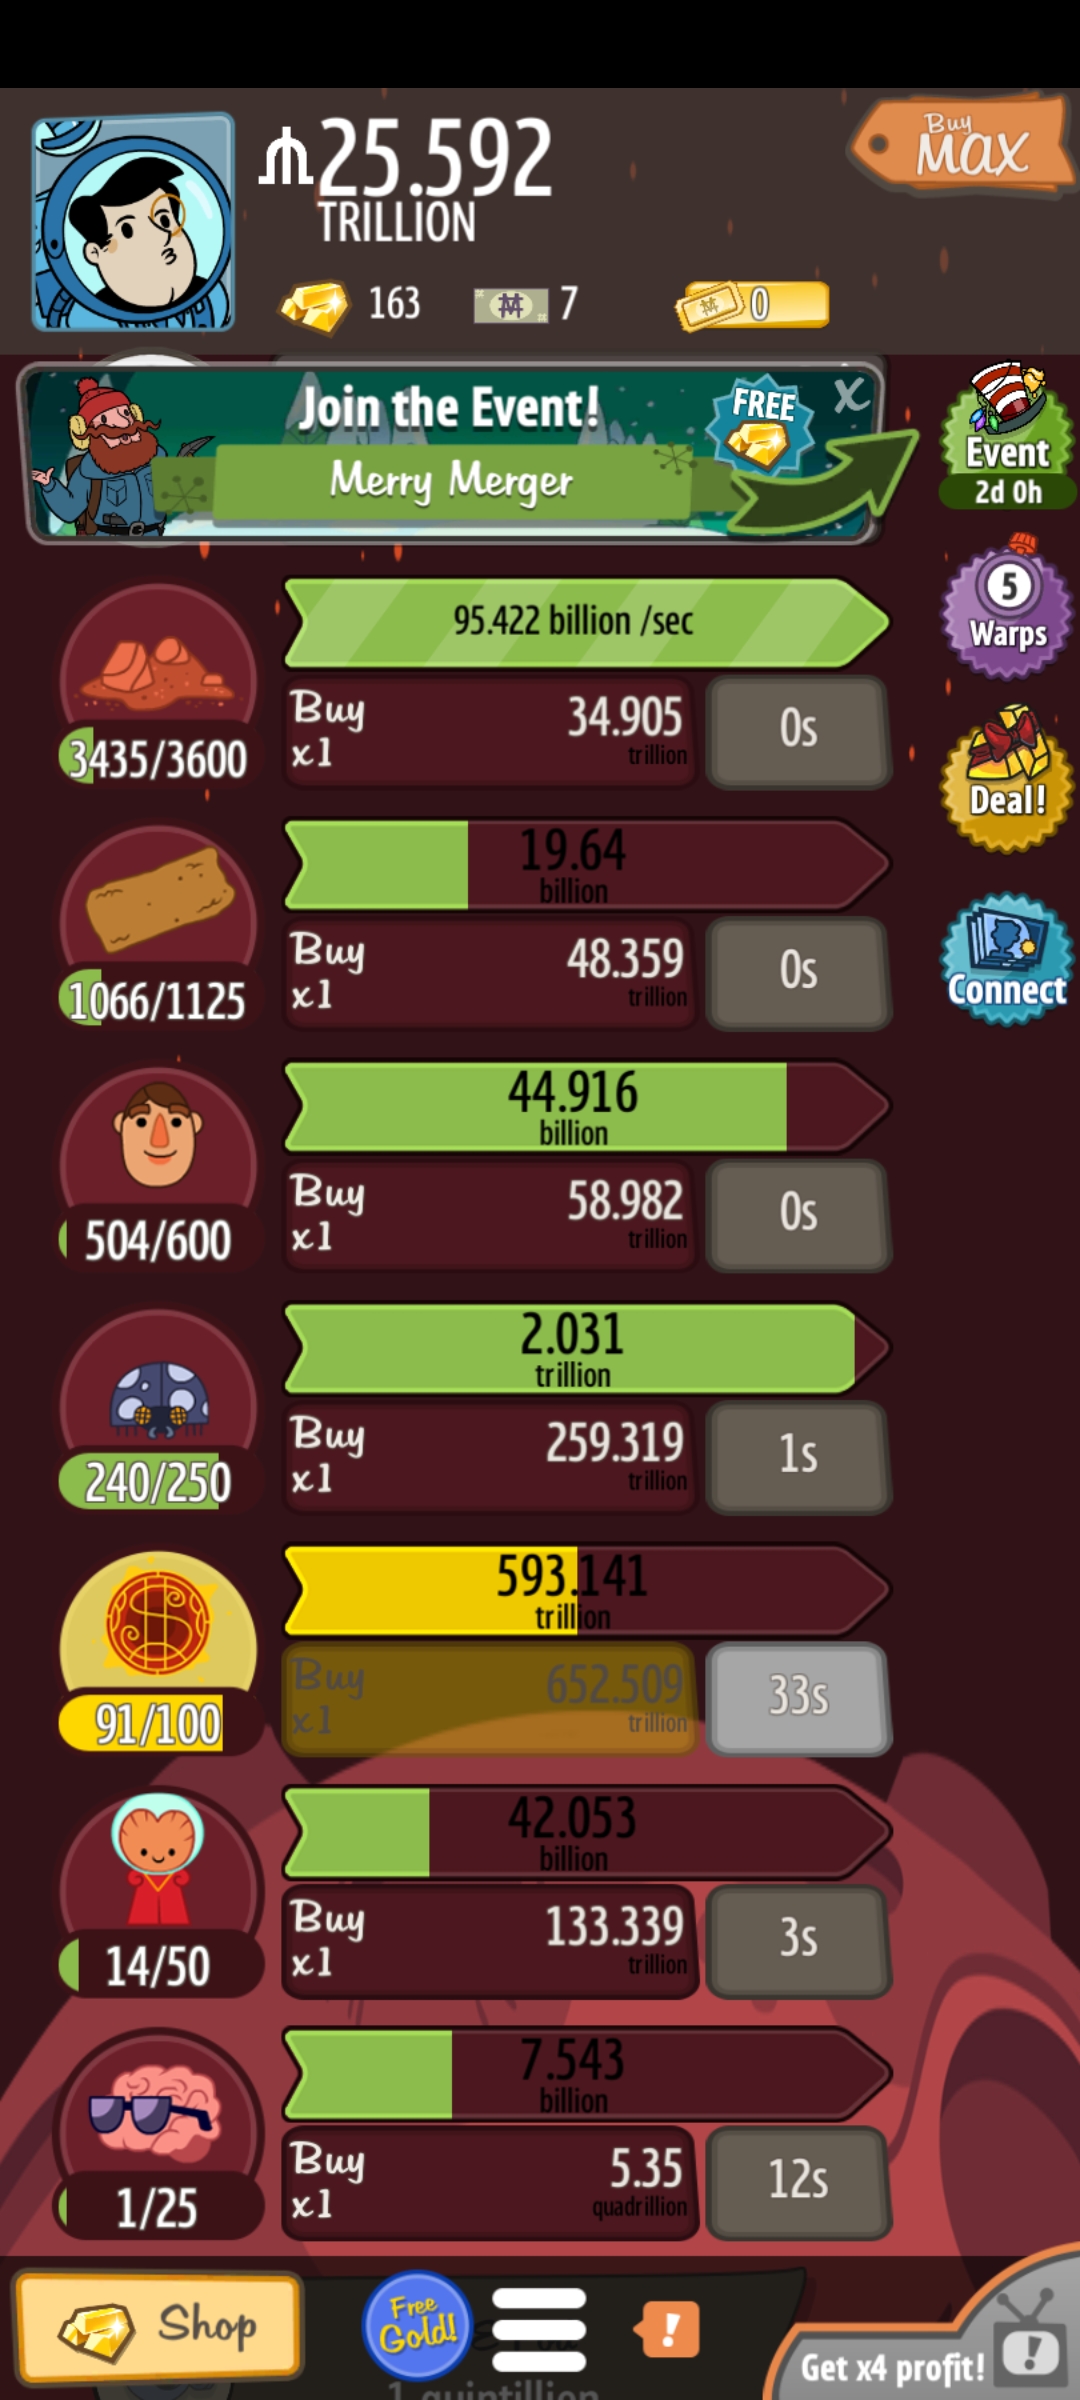 25.592
TRILLION
Buy
MAX
163
7
0
Join the Event!
Merry Merger
FREE
X
Event
2d 0h
95.422 billion /sec
Buy
x1
34.905
trillion
0s
3435/3600
5
Warps
19.64
billion
Buy
x1
48.359
trillion
0s
1066/1125
Deal!
Connect
44.916
billion
Buy
x1
58.982
trillion
0s
504/600
2.031
trillion
Buy
x1
259.319
trillion
1s
240/250
593.141
trillion
Buy
x1
652.509
trillion
33s
91/100
42.053
billion
Buy
x1
133.339
trillion
3s
14/50
7.543
billion
Buy
x1
5.35
quadrillion
12s
1/25
Shop
Free
Gold!
!
Get x4 profit!
!
1 quintillion